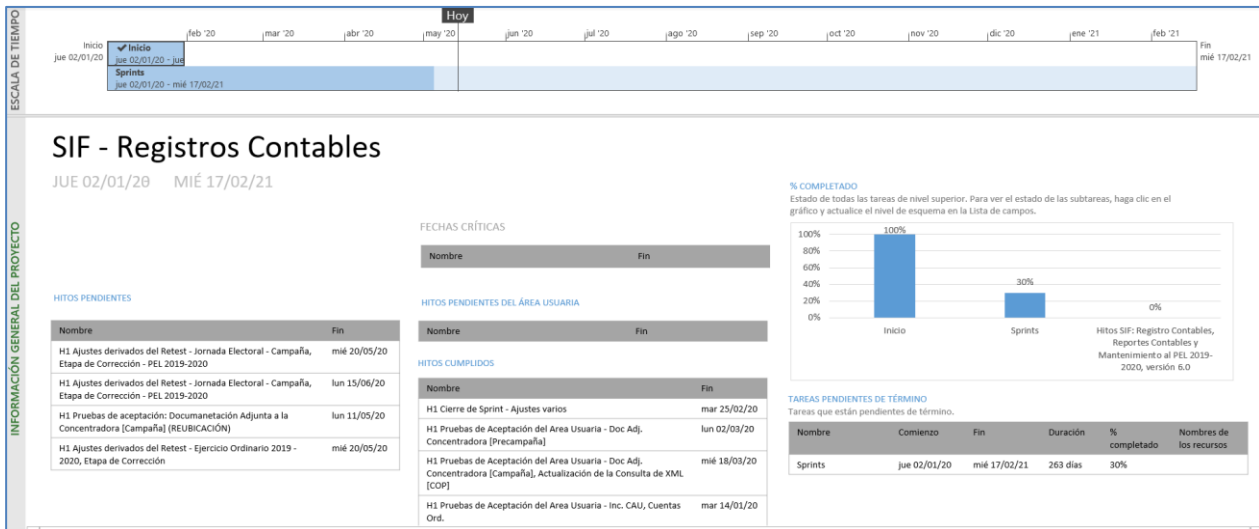 ESCALA DE TIEMPO
Hoy
feb '20 mar '20 abr '20 may '20 jun '20 jul '20 ago '20 sep '20 oct '20 nov '20 dic '20 ene '21 feb '21
Inicio
jue 02/01/20
✔ Inicio
jue 02/01/20 - jue
Sprints
jue 02/01/20 - mié 17/02/21
Fin
mié 17/02/21
INFORMACIÓN GENERAL DEL PROYECTO
SIF - Registros Contables
JUE 02/01/20 MIÉ 17/02/21
HITOS PENDIENTES
Nombre Fin
H1 Ajustes derivados del Retest - Jornada Electoral - Campaña, mié 20/05/20
Etapa de Corrección - PEL 2019-2020
H1 Ajustes derivados del Retest - Jornada Electoral - Campaña, lun 15/06/20
Etapa de Corrección - PEL 2019-2020
H1 Pruebas de aceptación: Documanetación Adjunta a la lun 11/05/20
Concentradora [Campaña] (REUBICACIÓN)
H1 Ajustes derivados del Retest - Ejercicio Ordinario 2019 - mié 20/05/20
2020, Etapa de Corrección
FECHAS CRÍTICAS
Nombre Fin
HITOS PENDIENTES DEL ÁREA USUARIA
Nombre Fin
HITOS CUMPLIDOS
Nombre Fin
H1 Cierre de Sprint - Ajustes varios mar 25/02/20
H1 Pruebas de Aceptación del Area Usuaria - Doc Adj. lun 02/03/20
Concentradora [Precampaña]
H1 Pruebas de Aceptación del Area Usuaria - Doc Adj. mié 18/03/20
Concentradora [Campaña], Actualización de la Consulta de XML
[COP]
H1 Pruebas de Aceptación del Area Usuaria - Inc. CAU, Cuentas mar 14/01/20
Ord.
% COMPLETADO
Estado de todas las tareas de nivel superior. Para ver el estado de las subtareas, haga clic en el
gráfico y actualice el nivel de esquema en la Lista de campos.
100%
80%
60%
40%
20%
0%
100%
30%
0%
Inicio
Sprints
Hitos SIF: Registro Contables,
Reportes Contables y
Mantenimiento al PEL 2019-
2020, versión 6.0
TAREAS PENDIENTES DE TÉRMINO
Tareas que están pendientes de término.
Nombre Comienzo Fin Duración % Nombres de
completado los recursos
Sprints jue 02/01/20 mié 17/02/21 263 días 30%